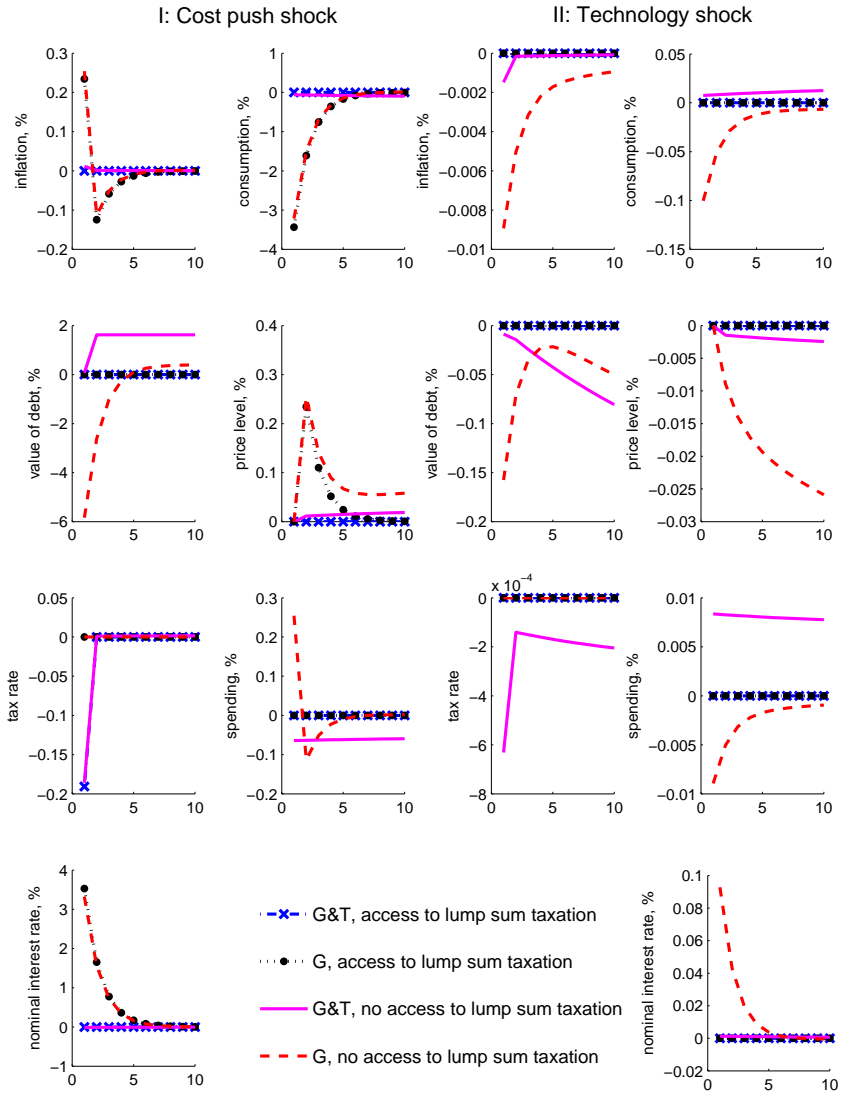 I: Cost push shock
II: Technology shock
0.3
0.2
0.1
0
−0.1
−0.2
inflation, %
0 5 10
1
0
−1
−2
−3
−4
consumption, %
0 5 10
0
−0.002
−0.004
−0.006
−0.008
−0.01
inflation, %
0 5 10
0.05
0
−0.05
−0.1
−0.15
consumption, %
0 5 10
2
0
−2
−4
−6
value of debt, %
0 5 10
0.4
0.3
0.2
0.1
0
price level, %
0 5 10
0
−0.05
−0.1
−0.15
−0.2
value of debt, %
0 5 10
0
−0.005
−0.01
−0.015
−0.02
−0.025
−0.03
price level, %
0 5 10
0.05
0
−0.05
−0.1
−0.15
−0.2
tax rate
0 5 10
0.3
0.2
0.1
0
−0.1
−0.2
spending, %
0 5 10
x 10⁻⁴
0
−2
−4
−6
−8
tax rate
0 5 10
0.01
0.005
0
−0.005
−0.01
spending, %
0 5 10
4
3
2
1
0
−1
nominal interest rate, %
0 5 10
G&T, access to lump sum taxation
G, access to lump sum taxation
G&T, no access to lump sum taxation
G, no access to lump sum taxation
0.1
0.08
0.06
0.04
0.02
0
−0.02
nominal interest rate, %
0 5 10